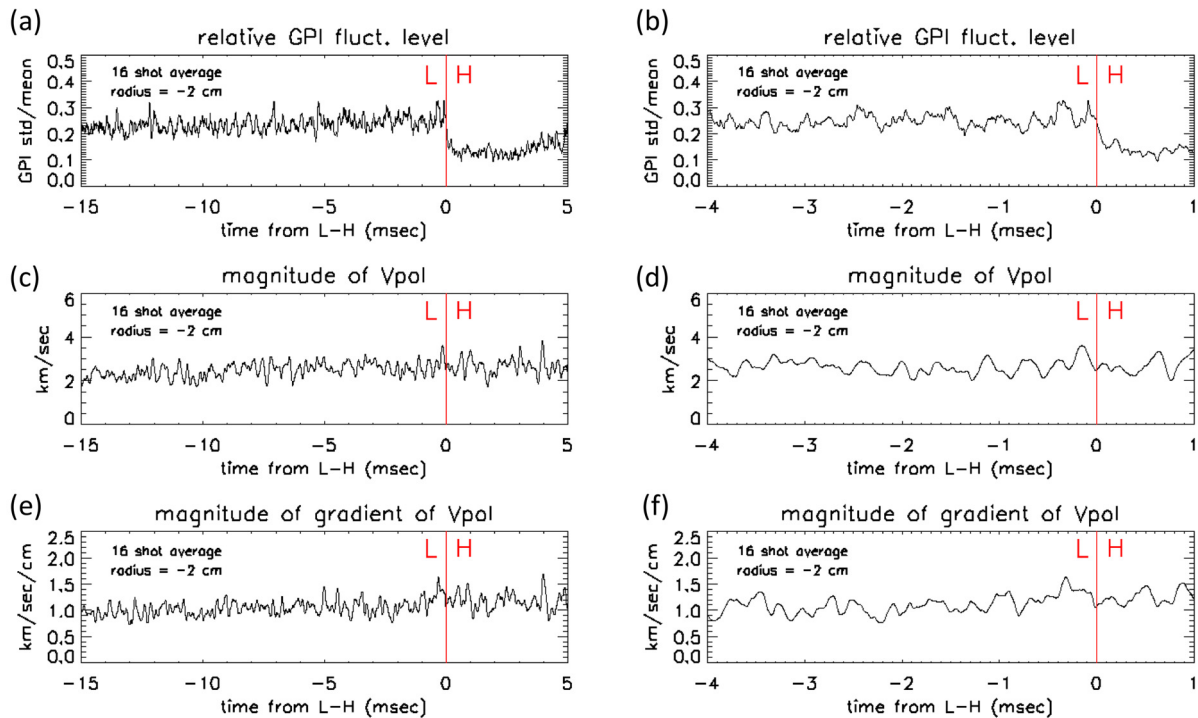 (a)
relative GPI fluct. level
GPI std/mean
0.5
0.4
0.3
0.2
0.1
0.0
16 shot average
radius = -2 cm
L H
-15 -10 -5 0 5
time from L-H (msec)
(b)
relative GPI fluct. level
GPI std/mean
0.5
0.4
0.3
0.2
0.1
0.0
16 shot average
radius = -2 cm
L H
-4 -3 -2 -1 0 1
time from L-H (msec)
(c)
magnitude of Vpol
km/sec
6
4
2
0
16 shot average
radius = -2 cm
L H
-15 -10 -5 0 5
time from L-H (msec)
(d)
magnitude of Vpol
km/sec
6
4
2
0
16 shot average
radius = -2 cm
L H
-4 -3 -2 -1 0 1
time from L-H (msec)
(e)
magnitude of gradient of Vpol
km/sec/cm
2.5
2.0
1.5
1.0
0.5
0.0
16 shot average
radius = -2 cm
L H
-15 -10 -5 0 5
time from L-H (msec)
(f)
magnitude of gradient of Vpol
km/sec/cm
2.5
2.0
1.5
1.0
0.5
0.0
16 shot average
radius = -2 cm
L H
-4 -3 -2 -1 0 1
time from L-H (msec)